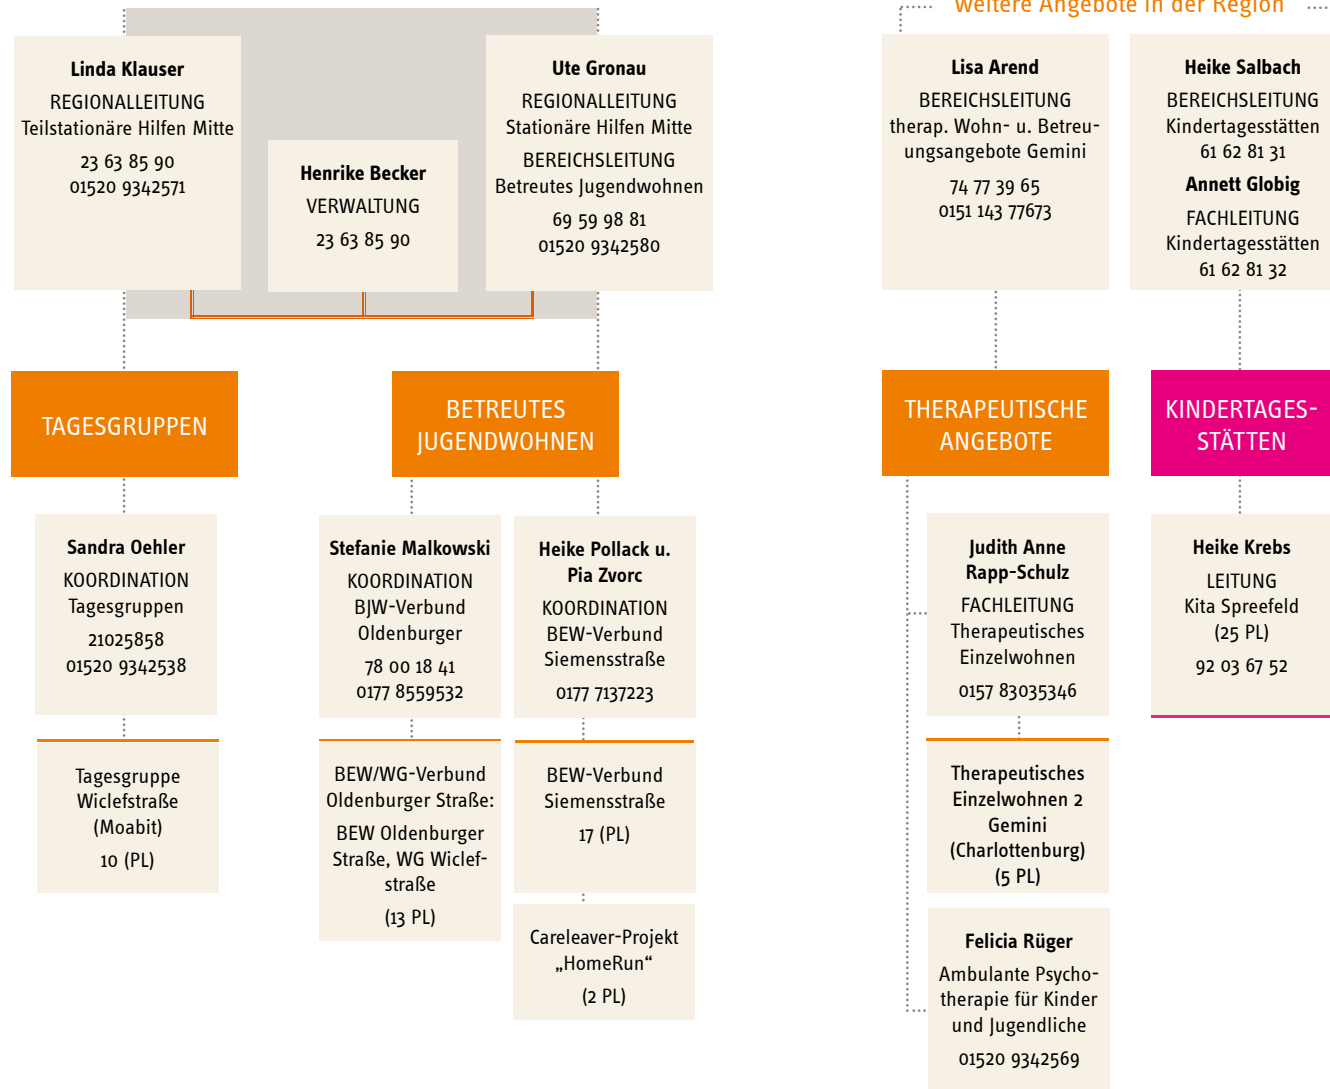 Weitere Angebote in der Region
Linda Klauser
REGIONALLEITUNG
Teilstationäre Hilfen Mitte
23 63 85 90
01520 9342571
Henrike Becker
VERWALTUNG
23 63 85 90
Ute Gronau
REGIONALLEITUNG
Stationäre Hilfen Mitte
BEREICHSLEITUNG
Betreutes Jugendwohnen
69 59 98 81
01520 9342580
Lisa Arend
BEREICHSLEITUNG
therap. Wohn- u. Betreu-
ungsangebote Gemini
74 77 39 65
0151 143 77673
Heike Salbach
BEREICHSLEITUNG
Kindertagesstätten
61 62 81 31
Annett Globig
FACHLEITUNG
Kindertagesstätten
61 62 81 32
TAGESGRUPPEN
BETREUTES
JUGENDWOHNEN
THERAPEUTISCHE
ANGEBOTE
KINDERTAGES-
STÄTTEN
Sandra Oehler
KOORDINATION
Tagesgruppen
21025858
01520 9342538
Tagesgruppe
Wiclefstraße
(Moabit)
10 (PL)
Stefanie Malkowski
KOORDINATION
BJW-Verbund
Oldenburger
78 00 18 41
0177 8559532
BEW/WG-Verbund
Oldenburger Straße:
BEW Oldenburger
Straße, WG Wiclef-
straße
(13 PL)
Heike Pollack u.
Pia Zvorc
KOORDINATION
BEW-Verbund
Siemensstraße
0177 7137223
BEW-Verbund
Siemensstraße
17 (PL)
Careleaver-Projekt
„HomeRun“
(2 PL)
Judith Anne
Rapp-Schulz
FACHLEITUNG
Therapeutisches
Einzelwohnen
0157 83035346
Therapeutisches
Einzelwohnen 2
Gemini
(Charlottenburg)
(5 PL)
Felicia Rüger
Ambulante Psycho-
therapie für Kinder
und Jugendliche
01520 9342569
Heike Krebs
LEITUNG
Kita Spreefeld
(25 PL)
92 03 67 52